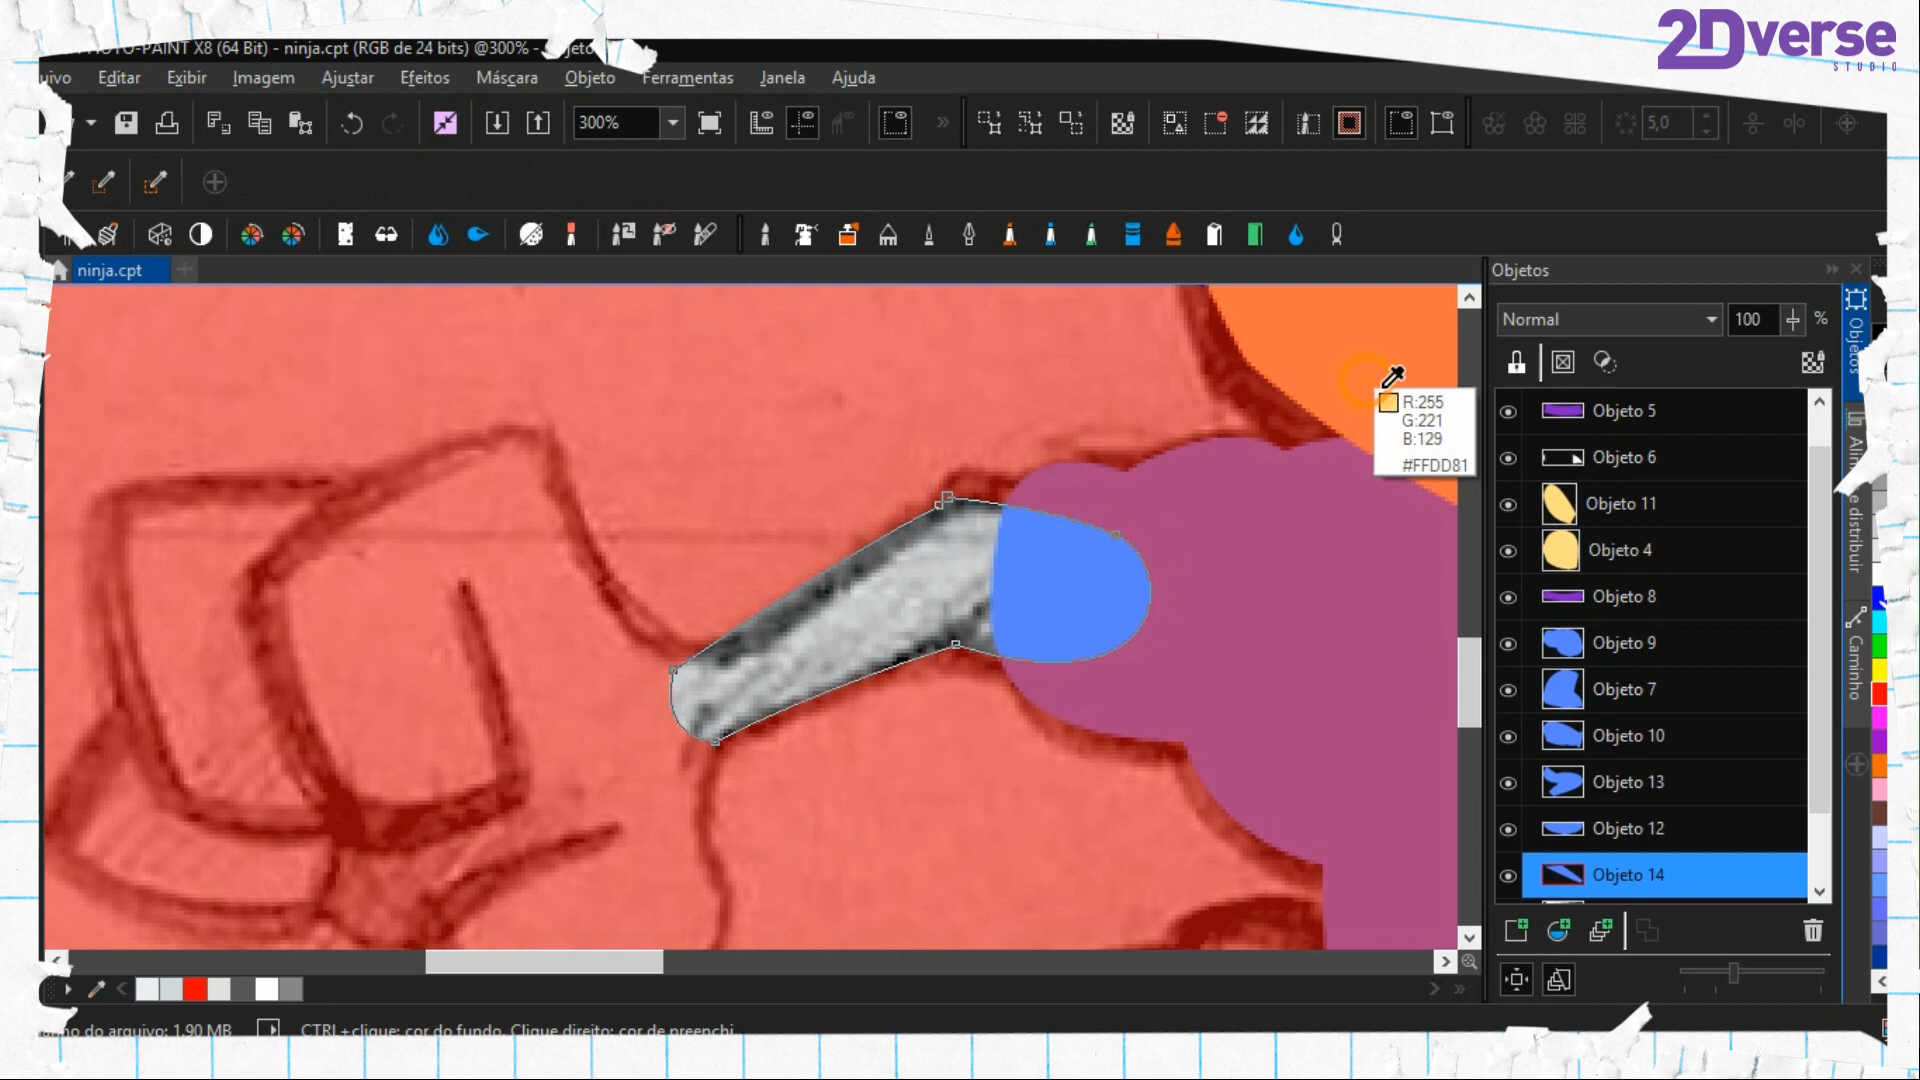 2Dverse
STUDIO
PHOTO-PAINT X8 (64 Bit) - ninja.cpt (RGB de 24 bits) @300% -
Editar Exibir Imagem Ajustar Efeitos Máscara Objeto Ferramentas Janela Ajuda
300%
5,0
ninja.cpt
Objetos
Normal 100 %
Objetos
R:255
G:221
B:129
#FFDD81
Objeto 5
Objeto 6
Objeto 11
Objeto 4
Objeto 8
Objeto 9
Objeto 7
Objeto 10
Objeto 13
Objeto 12
Objeto 14
e distribuir
Caminho
do arquivo: 1,90 MB
CTRL+clique: cor do fundo. Clique direito: cor de preenchi